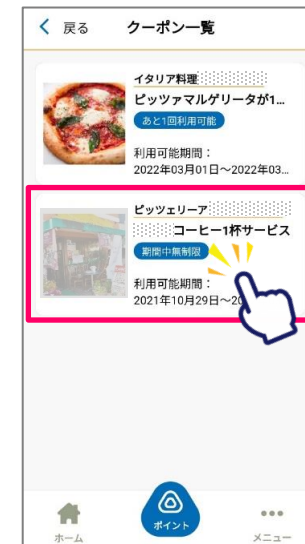 戻る クーポン一覧
イタリア料理
ピッツァマルゲリータが1...
あと1回利用可能
利用可能期間：
2022年03月01日～2022年03...
ピッツェリーア
コーヒー1杯サービス
期間中無制限
利用可能期間：
2021年10月29日～20
ホーム ポイント メニュー